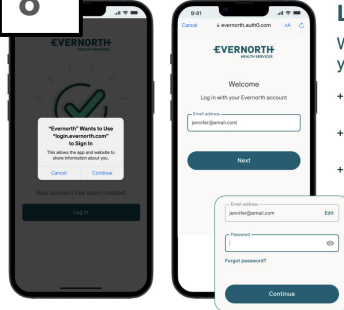 8
EVERNORTH
HEALTH SERVICES
"Evernorth" Wants to Use
"login.evernorth.com"
to Sign In
This allows the app and website to
share information about you.
Cancel Continue
Your account has been created.
Log in
9:41
Cancel evernorth.auth0.com AA
EVERNORTH
HEALTH SERVICES
Welcome
Log in with your Evernorth account
Email address
jennifer@email.com
Next
Email address
jennifer@email.com Edit
Password
Forgot password?
Continue
L
W
y
+
+
+